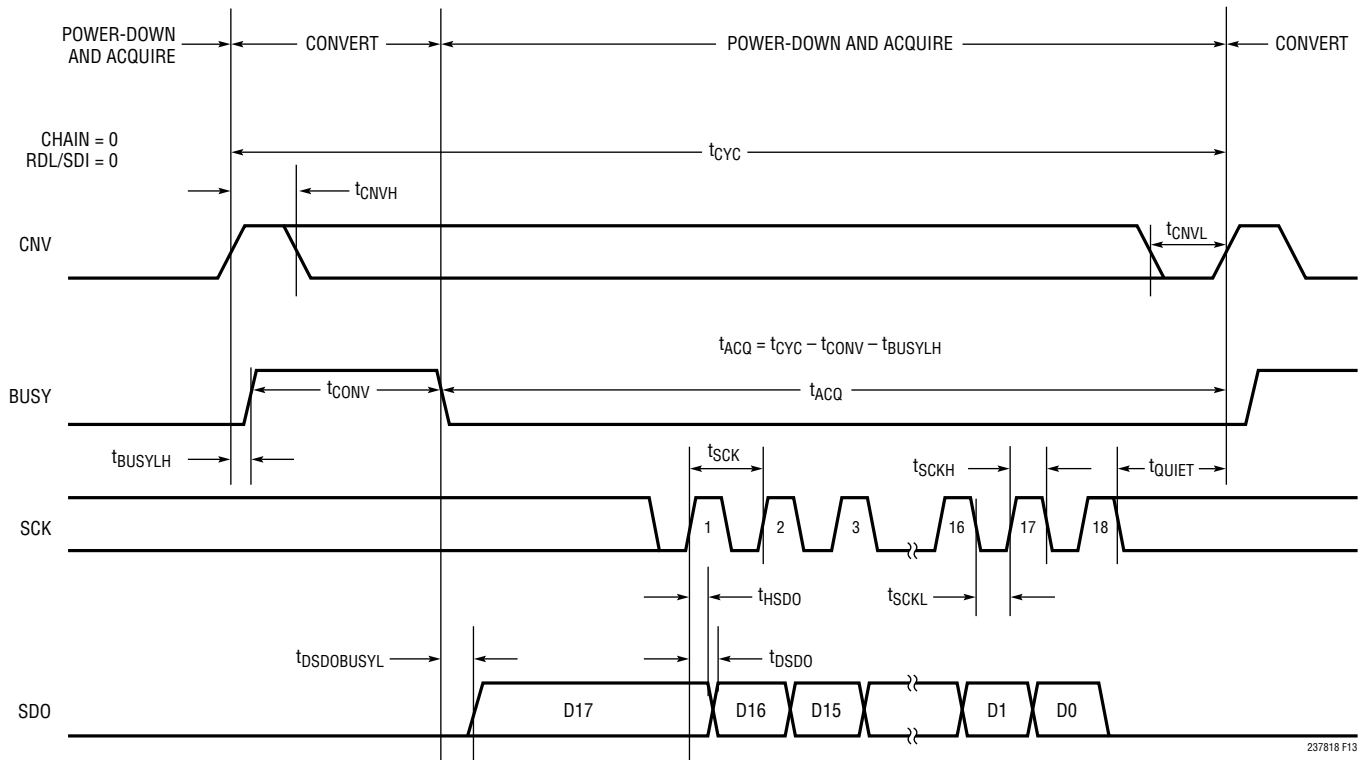 POWER-DOWN
AND ACQUIRE
CONVERT
POWER-DOWN AND ACQUIRE
CONVERT
CHAIN = 0
RDL/SDI = 0
tCYC
tCNVH
CNV
tCNVL
tACQ = tCYC – tCONV – tBUSYLH
BUSY
tCONV
tACQ
tBUSYLH
tSCK
tSCKH
tQUIET
SCK
1 2 3 16 17 18
tHSDO
tSCKL
tDSDOBUSYL
tDSDO
SDO
D17 D16 D15 D1 D0
237818 F13